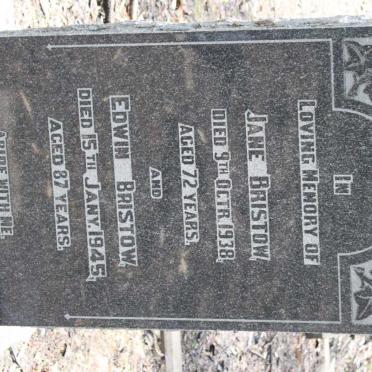 IN
LOVING MEMORY OF
JANE BRISTOW,
DIED 9TH OCTR 1938,
AGED 72 YEARS.
AND
EDWIN BRISTOW,
DIED 15TH JANY. 1945,
AGED 87 YEARS.
ABIDE WITH ME.